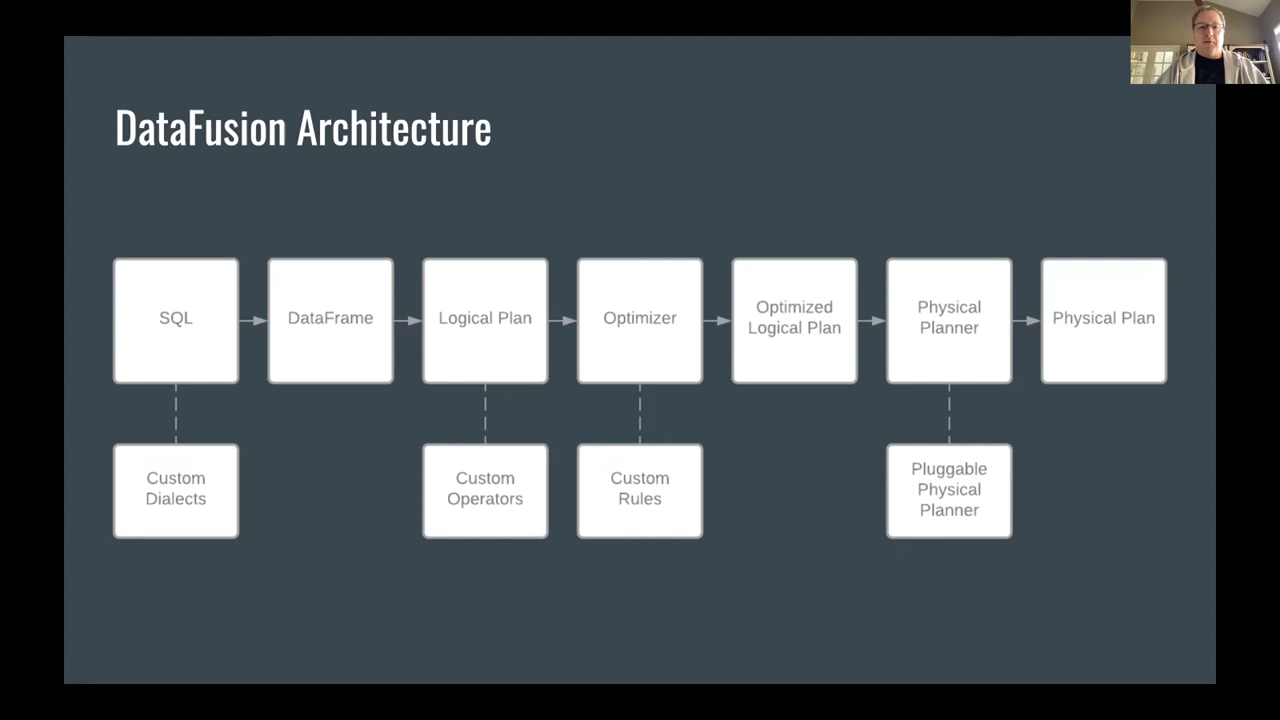 DataFusion Architecture
SQL
DataFrame
Logical Plan
Optimizer
Optimized
Logical Plan
Physical
Planner
Physical Plan
Custom
Dialects
Custom
Operators
Custom
Rules
Pluggable
Physical
Planner